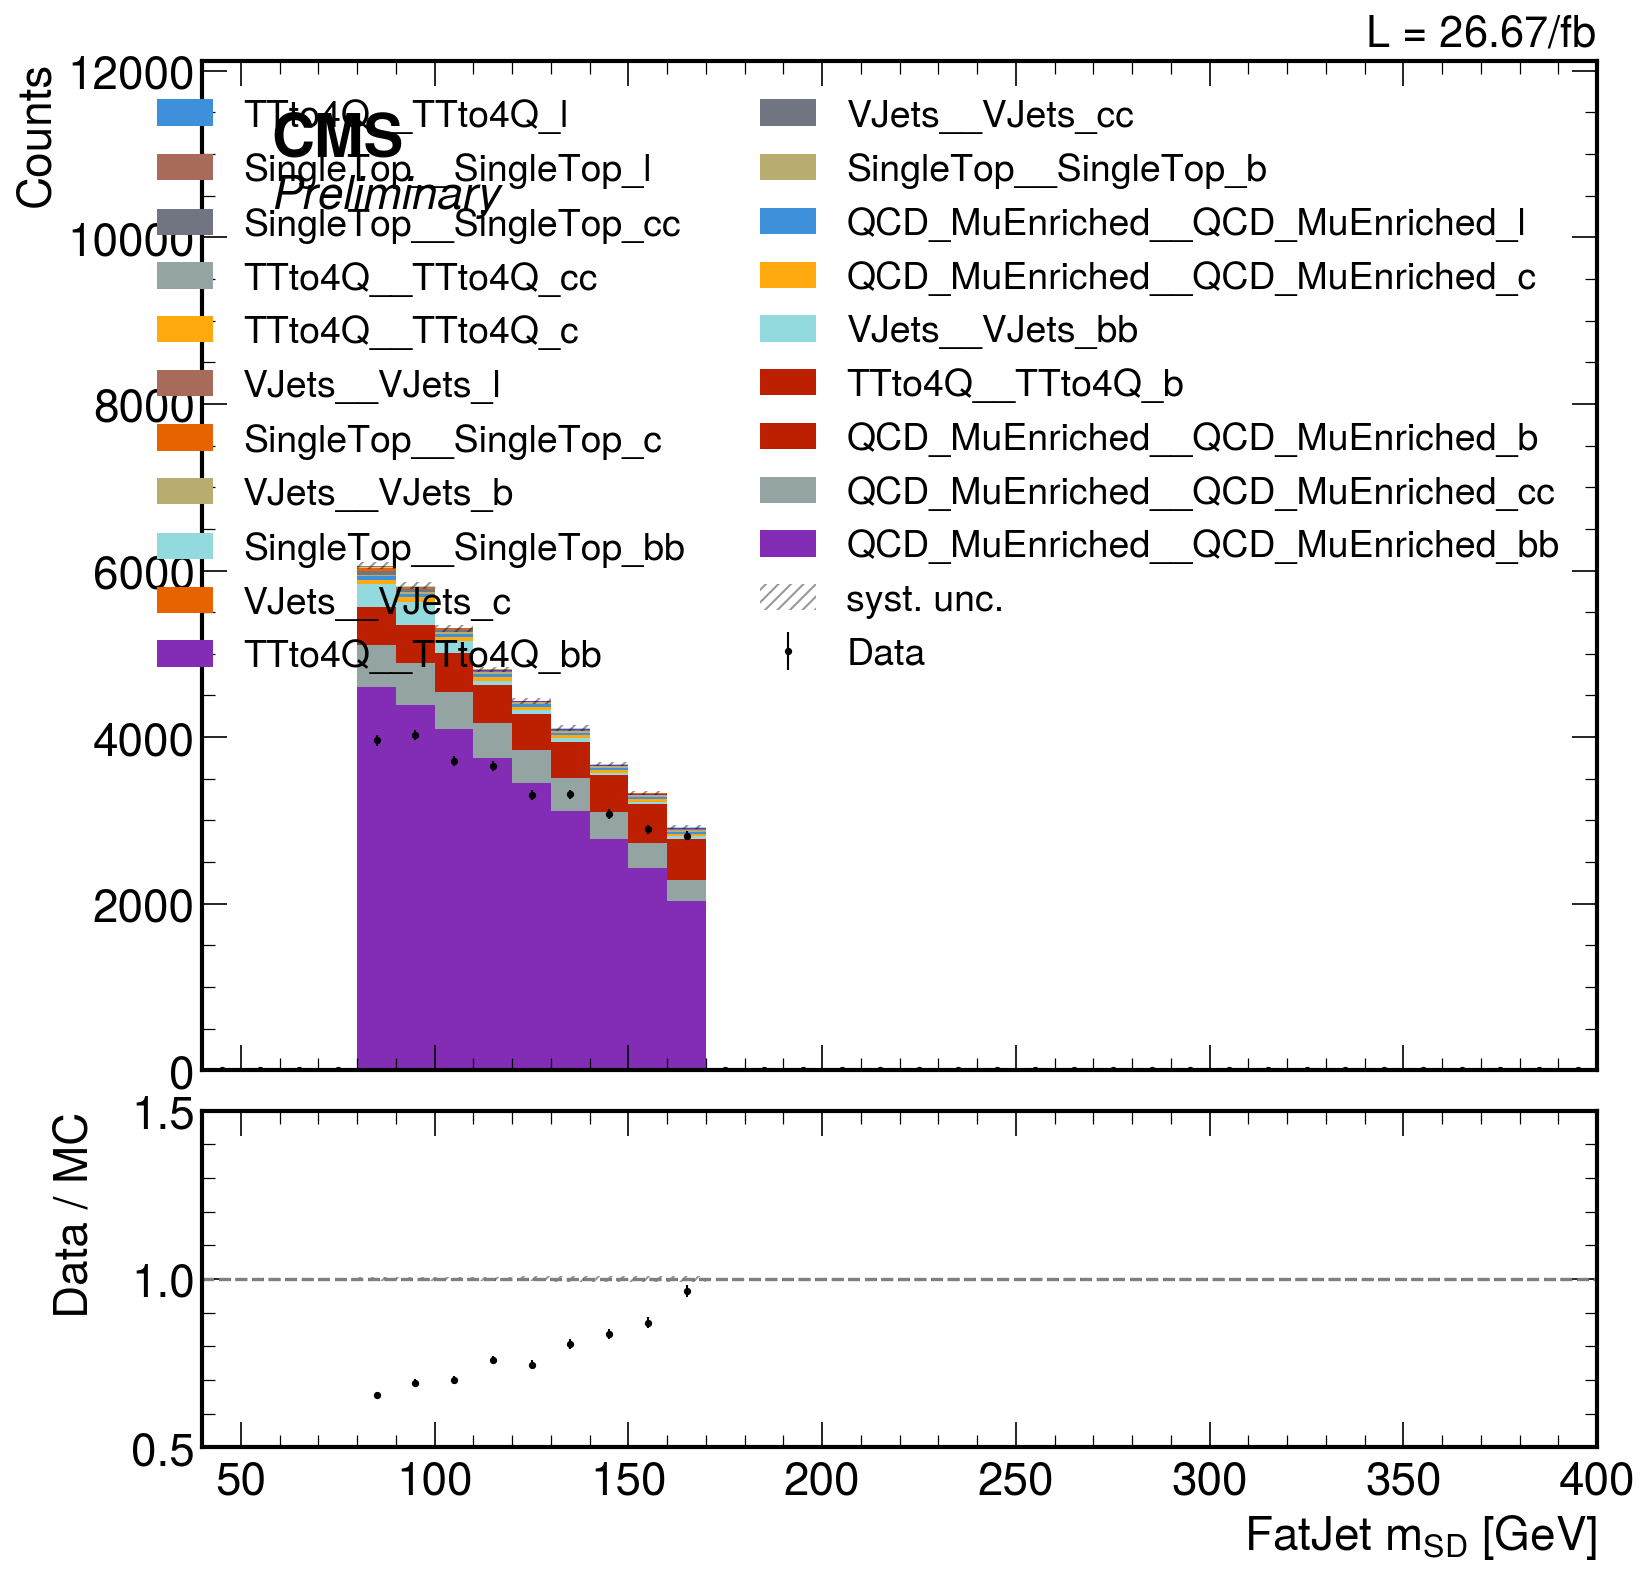 L = 26.67/fb
Counts
12000
10000
8000
6000
4000
2000
0
CMS
Preliminary
TTto4Q__TTto4Q_l
SingleTop__SingleTop_l
SingleTop__SingleTop_cc
TTto4Q__TTto4Q_cc
TTto4Q__TTto4Q_c
VJets__VJets_l
SingleTop__SingleTop_c
VJets__VJets_b
SingleTop__SingleTop_bb
VJets__VJets_c
TTto4Q__TTto4Q_bb
VJets__VJets_cc
SingleTop__SingleTop_b
QCD_MuEnriched__QCD_MuEnriched_l
QCD_MuEnriched__QCD_MuEnriched_c
VJets__VJets_bb
TTto4Q__TTto4Q_b
QCD_MuEnriched__QCD_MuEnriched_b
QCD_MuEnriched__QCD_MuEnriched_cc
QCD_MuEnriched__QCD_MuEnriched_bb
syst. unc.
Data
Data / MC
1.5
1.0
0.5
50 100 150 200 250 300 350 400
FatJet m_SD [GeV]